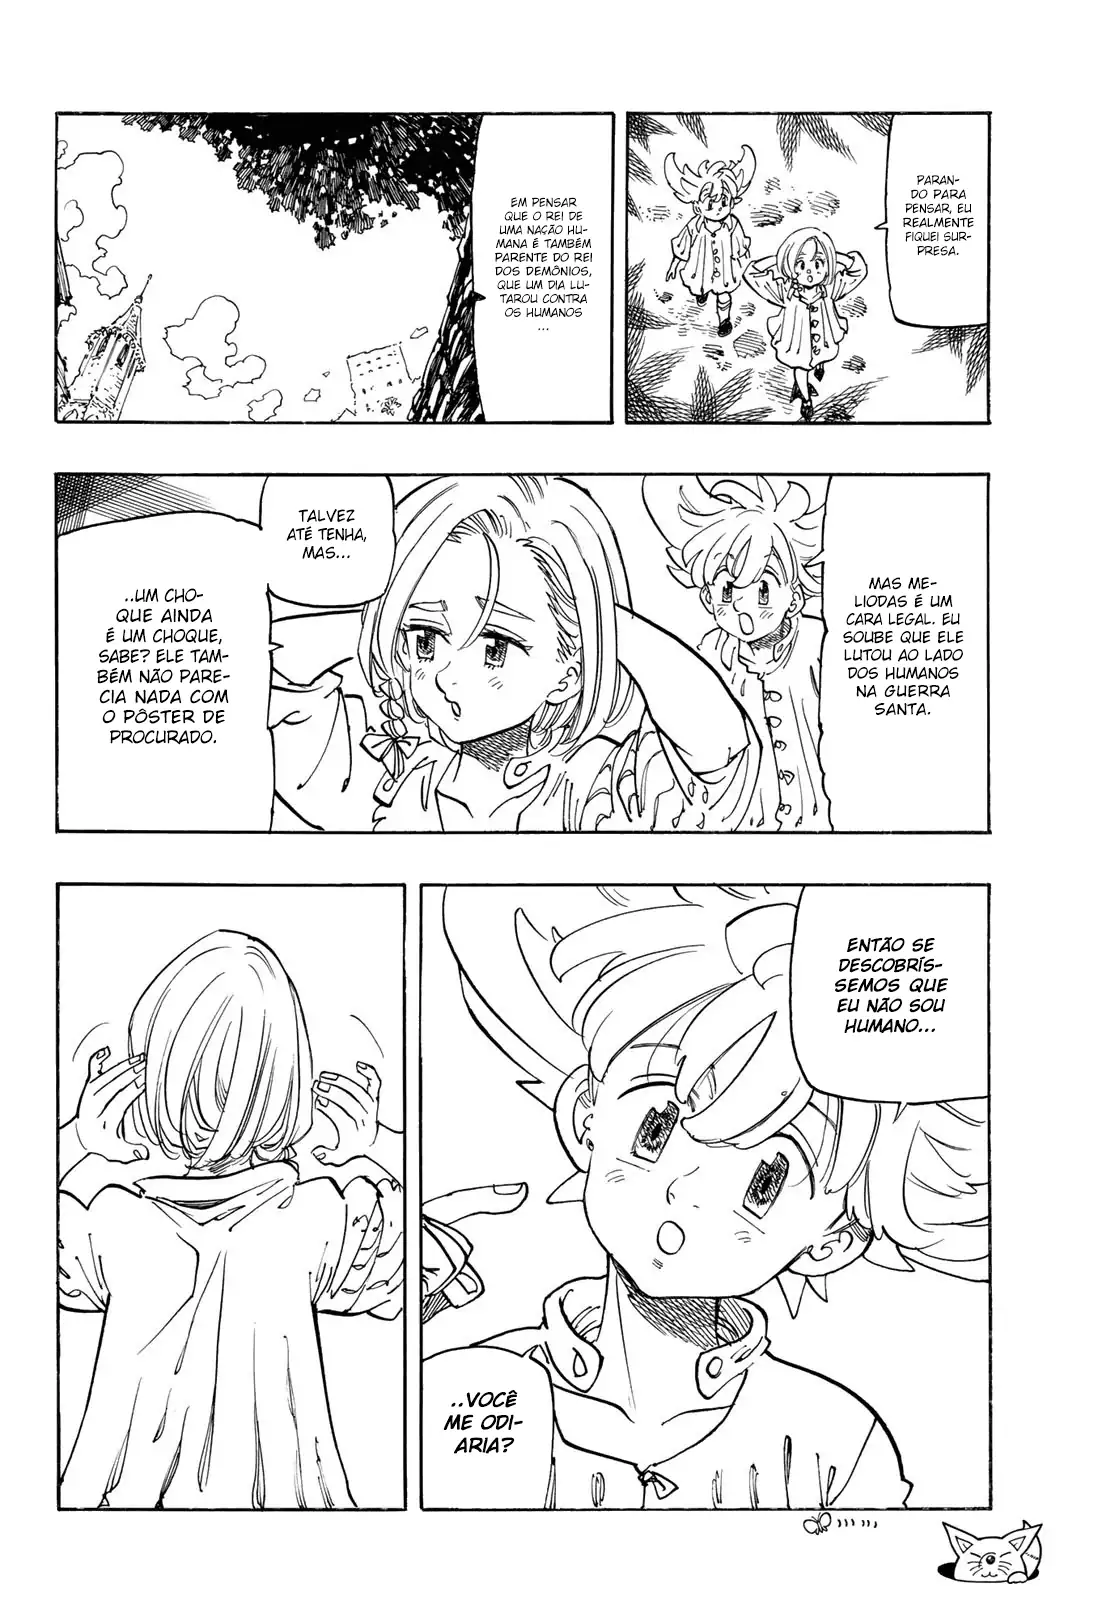 PARAN-
DO PARA
PENSAR, EU
REALMENTE
FIQUEI SUR-
PRESA.
EM PENSAR
QUE O REI DE
UMA NAÇÃO HU-
MANA É TAMBÉM
PARENTE DO REI
DOS DEMÔNIOS,
QUE UM DIA LU-
TAROU CONTRA
OS HUMANOS
...
MAS ME-
LIODAS É UM
CARA LEGAL. EU
SOUBE QUE ELE
LUTOU AO LADO
DOS HUMANOS
NA GUERRA
SANTA.
TALVEZ
ATÉ TENHA,
MAS...
..UM CHO-
QUE AINDA
É UM CHOQUE,
SABE? ELE TAM-
BÉM NÃO PARE-
CIA NADA COM
O PÔSTER DE
PROCURADO.
ENTÃO SE
DESCOBRÍS-
SEMOS QUE
EU NÃO SOU
HUMANO...
..VOCÊ
ME ODI-
ARIA?